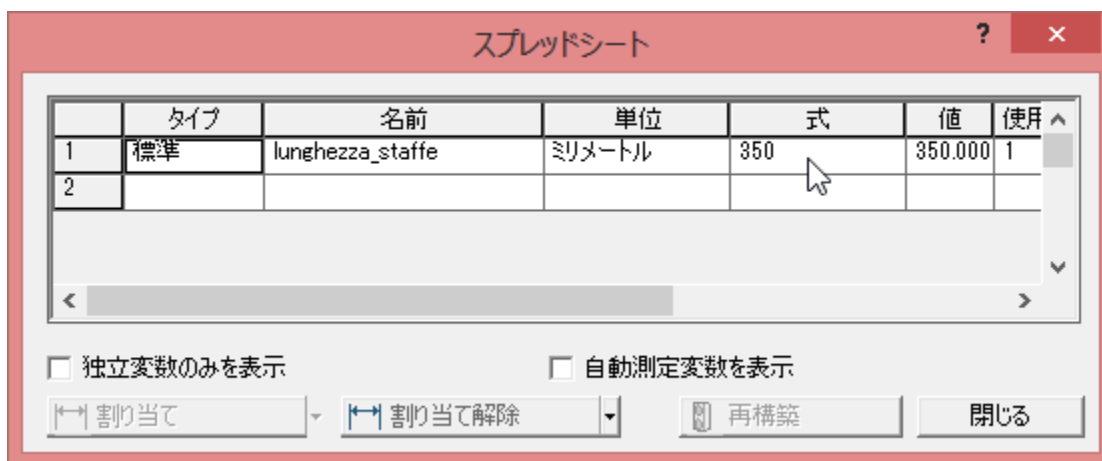 スプレッドシート ? ×
タイプ 名前 単位 式 値 使用
1 標準 lunghezza_staffe ミリメートル 350 350.000 1
2
独立変数のみを表示 自動測定変数を表示
割り当て 割り当て解除 再構築 閉じる